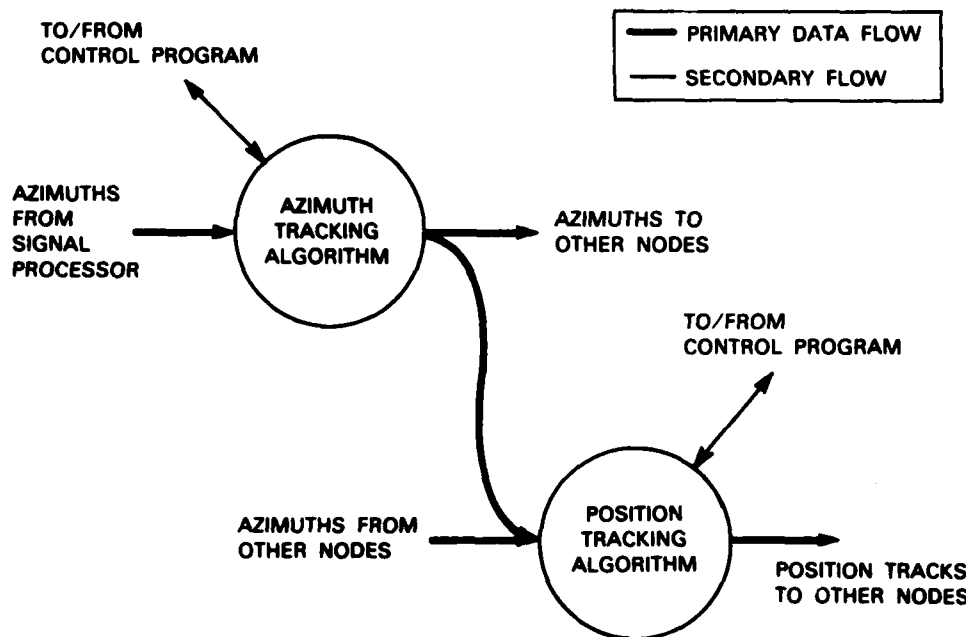 TO/FROM
CONTROL PROGRAM
PRIMARY DATA FLOW
SECONDARY FLOW
AZIMUTHS
FROM
SIGNAL
PROCESSOR
AZIMUTH
TRACKING
ALGORITHM
AZIMUTHS TO
OTHER NODES
TO/FROM
CONTROL PROGRAM
AZIMUTHS FROM
OTHER NODES
POSITION
TRACKING
ALGORITHM
POSITION TRACKS
TO OTHER NODES